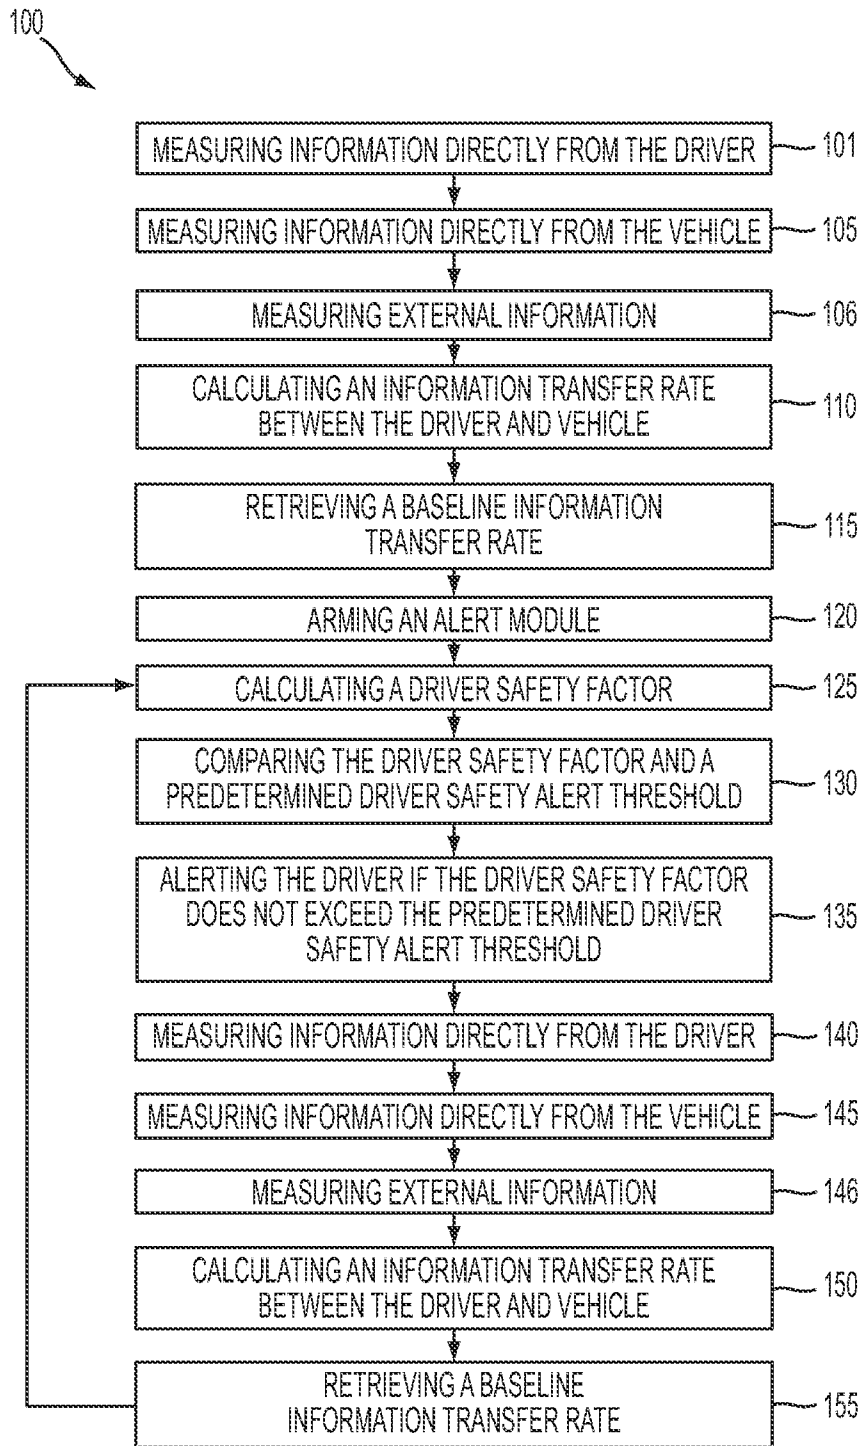 100
MEASURING INFORMATION DIRECTLY FROM THE DRIVER
101
MEASURING INFORMATION DIRECTLY FROM THE VEHICLE
105
MEASURING EXTERNAL INFORMATION
106
CALCULATING AN INFORMATION TRANSFER RATE
BETWEEN THE DRIVER AND VEHICLE
110
RETRIEVING A BASELINE INFORMATION
TRANSFER RATE
115
ARMING AN ALERT MODULE
120
CALCULATING A DRIVER SAFETY FACTOR
125
COMPARING THE DRIVER SAFETY FACTOR AND A
PREDETERMINED DRIVER SAFETY ALERT THRESHOLD
130
ALERTING THE DRIVER IF THE DRIVER SAFETY FACTOR
DOES NOT EXCEED THE PREDETERMINED DRIVER
SAFETY ALERT THRESHOLD
135
MEASURING INFORMATION DIRECTLY FROM THE DRIVER
140
MEASURING INFORMATION DIRECTLY FROM THE VEHICLE
145
MEASURING EXTERNAL INFORMATION
146
CALCULATING AN INFORMATION TRANSFER RATE
BETWEEN THE DRIVER AND VEHICLE
150
RETRIEVING A BASELINE
INFORMATION TRANSFER RATE
155